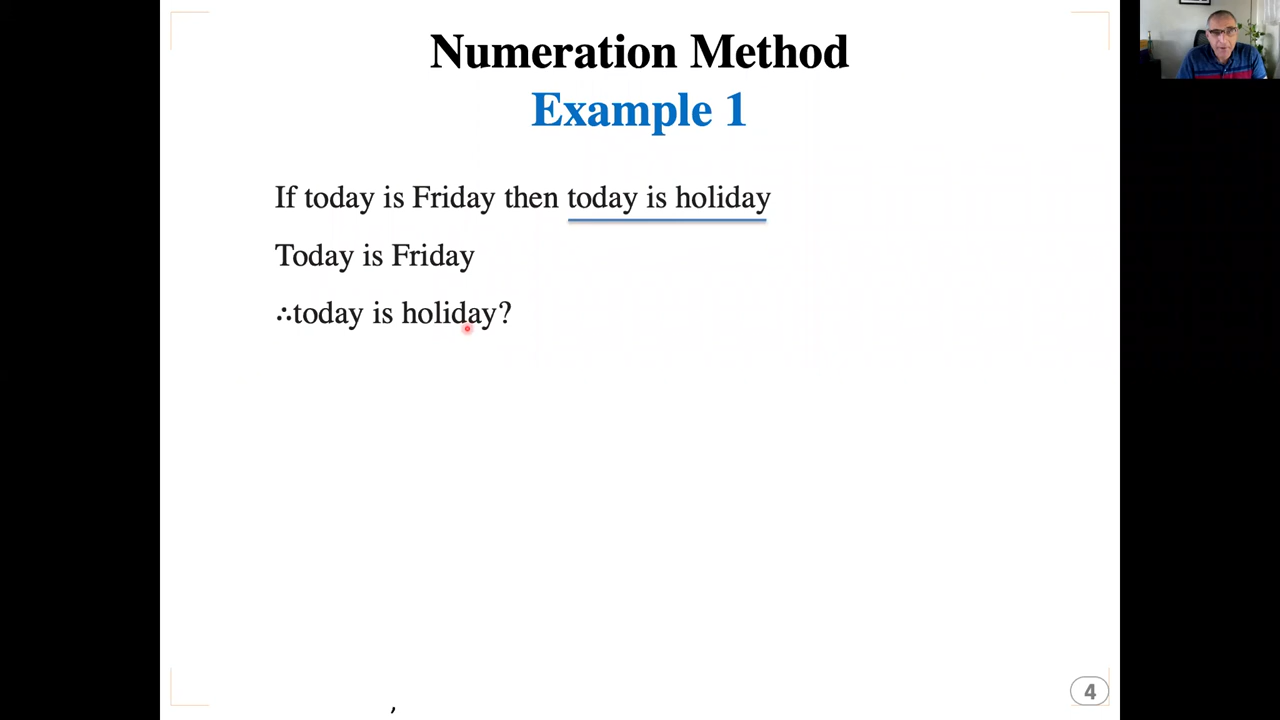 Numeration Method
Example 1
If today is Friday then today is holiday
Today is Friday
∴today is holiday?
4
,